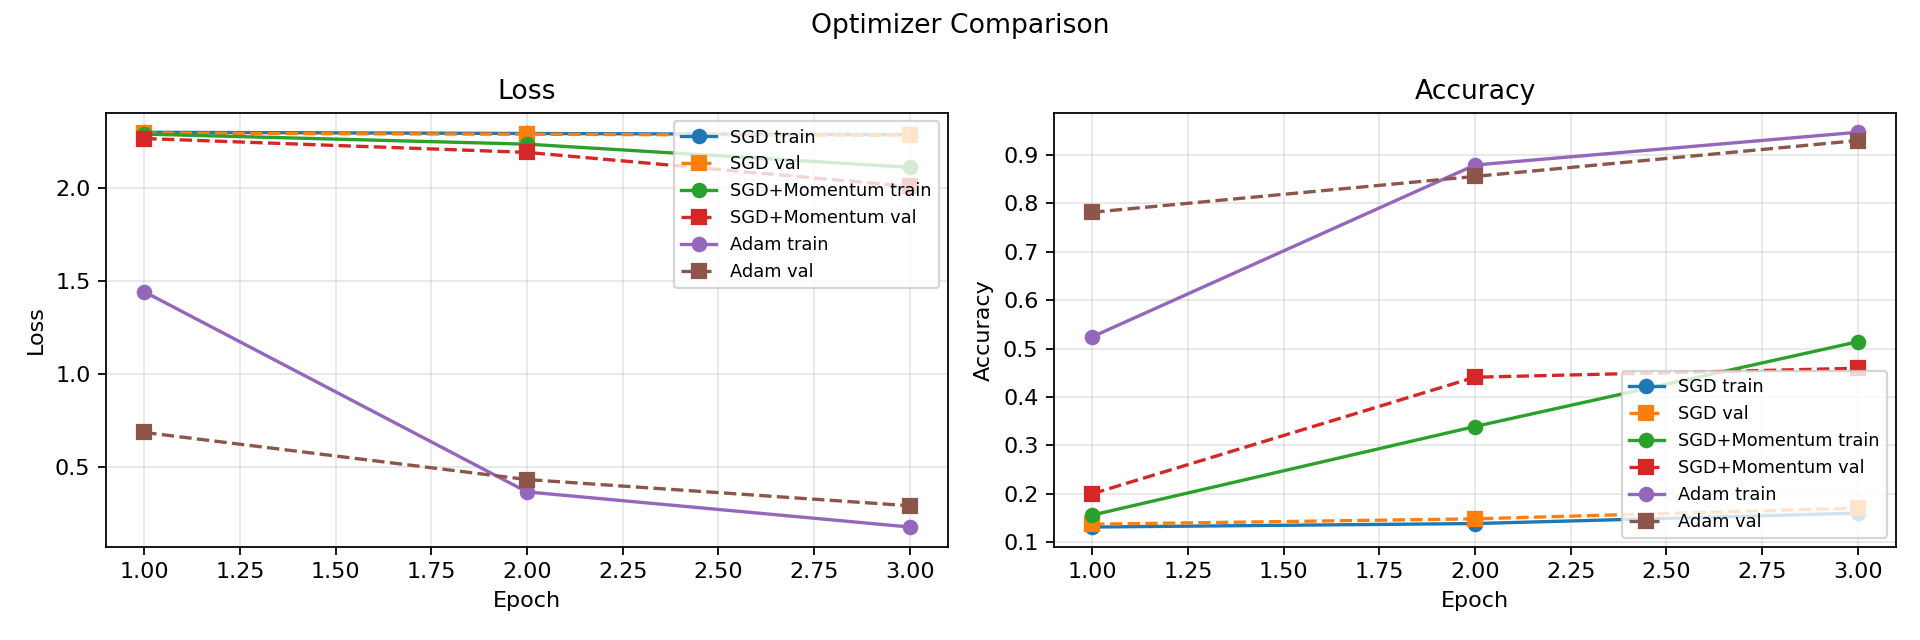 Optimizer Comparison
Loss
Loss
2.0
1.5
1.0
0.5
SGD train
SGD val
SGD+Momentum train
SGD+Momentum val
Adam train
Adam val
1.00 1.25 1.50 1.75 2.00 2.25 2.50 2.75 3.00
Epoch
Accuracy
Accuracy
0.9
0.8
0.7
0.6
0.5
0.4
0.3
0.2
0.1
SGD train
SGD val
SGD+Momentum train
SGD+Momentum val
Adam train
Adam val
1.00 1.25 1.50 1.75 2.00 2.25 2.50 2.75 3.00
Epoch